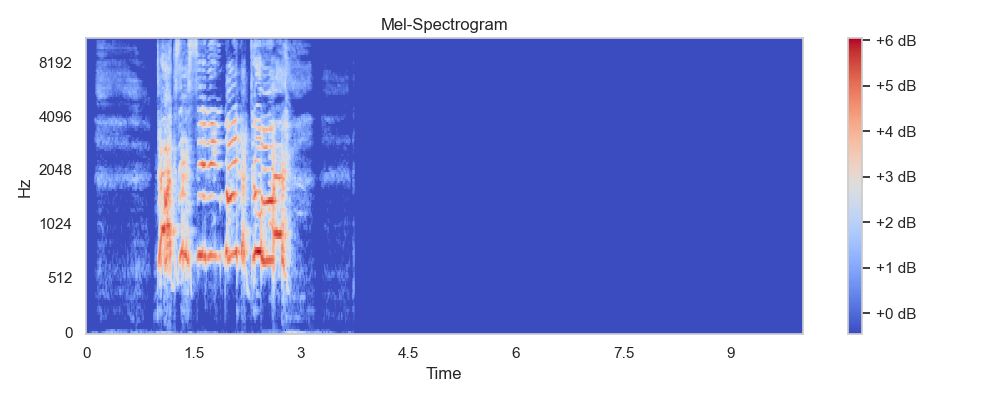 Mel-Spectrogram
8192
4096
2048
1024
512
0
Hz
0 1.5 3 4.5 6 7.5 9
Time
+6 dB
+5 dB
+4 dB
+3 dB
+2 dB
+1 dB
+0 dB